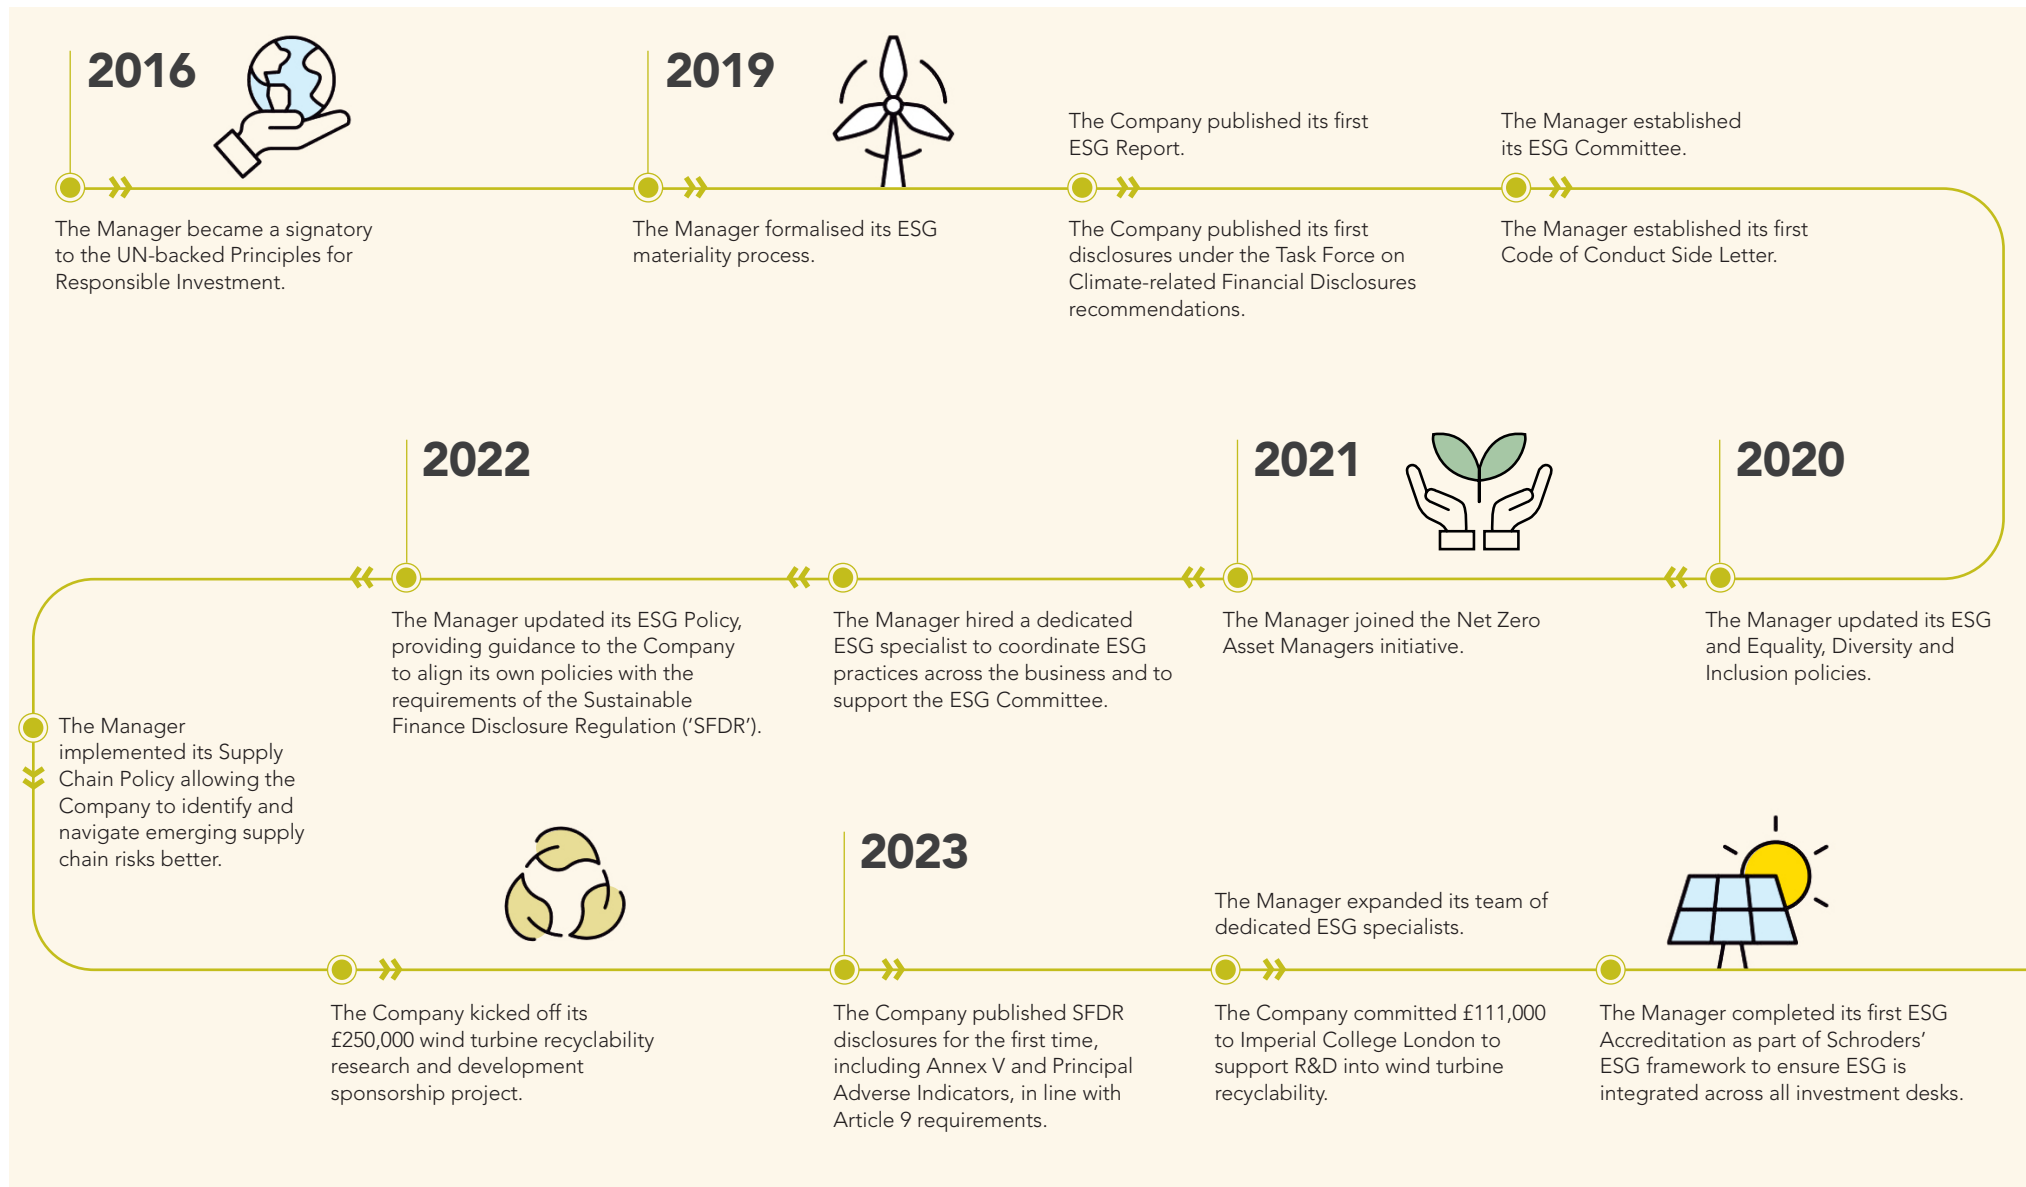 2016
The Manager became a signatory
to the UN-backed Principles for
Responsible Investment.
2019
The Manager formalised its ESG
materiality process.
The Company published its first
ESG Report.
The Company published its first
disclosures under the Task Force on
Climate-related Financial Disclosures
recommendations.
The Manager established
its ESG Committee.
The Manager established its first
Code of Conduct Side Letter.
2020
The Manager updated its ESG
and Equality, Diversity and
Inclusion policies.
2021
The Manager joined the Net Zero
Asset Managers initiative.
The Manager hired a dedicated
ESG specialist to coordinate ESG
practices across the business and to
support the ESG Committee.
2022
The Manager updated its ESG Policy,
providing guidance to the Company
to align its own policies with the
requirements of the Sustainable
Finance Disclosure Regulation (‘SFDR’).
The Manager
implemented its Supply
Chain Policy allowing the
Company to identify and
navigate emerging supply
chain risks better.
The Company kicked off its
£250,000 wind turbine recyclability
research and development
sponsorship project.
2023
The Company published SFDR
disclosures for the first time,
including Annex V and Principal
Adverse Indicators, in line with
Article 9 requirements.
The Manager expanded its team of
dedicated ESG specialists.
The Company committed £111,000
to Imperial College London to
support R&D into wind turbine
recyclability.
The Manager completed its first ESG
Accreditation as part of Schroders’
ESG framework to ensure ESG is
integrated across all investment desks.